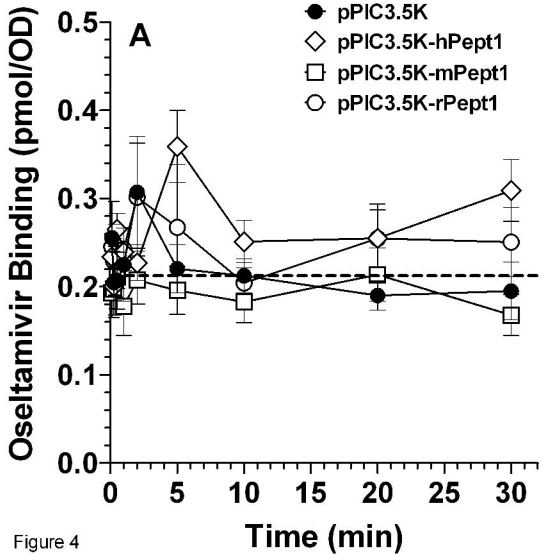 A
pPIC3.5K
pPIC3.5K-hPept1
pPIC3.5K-mPept1
pPIC3.5K-rPept1
Oseltamivir Binding (pmol/OD)
0.5
0.4
0.3
0.2
0.1
0.0
0 5 10 15 20 25 30
Time (min)
Figure 4